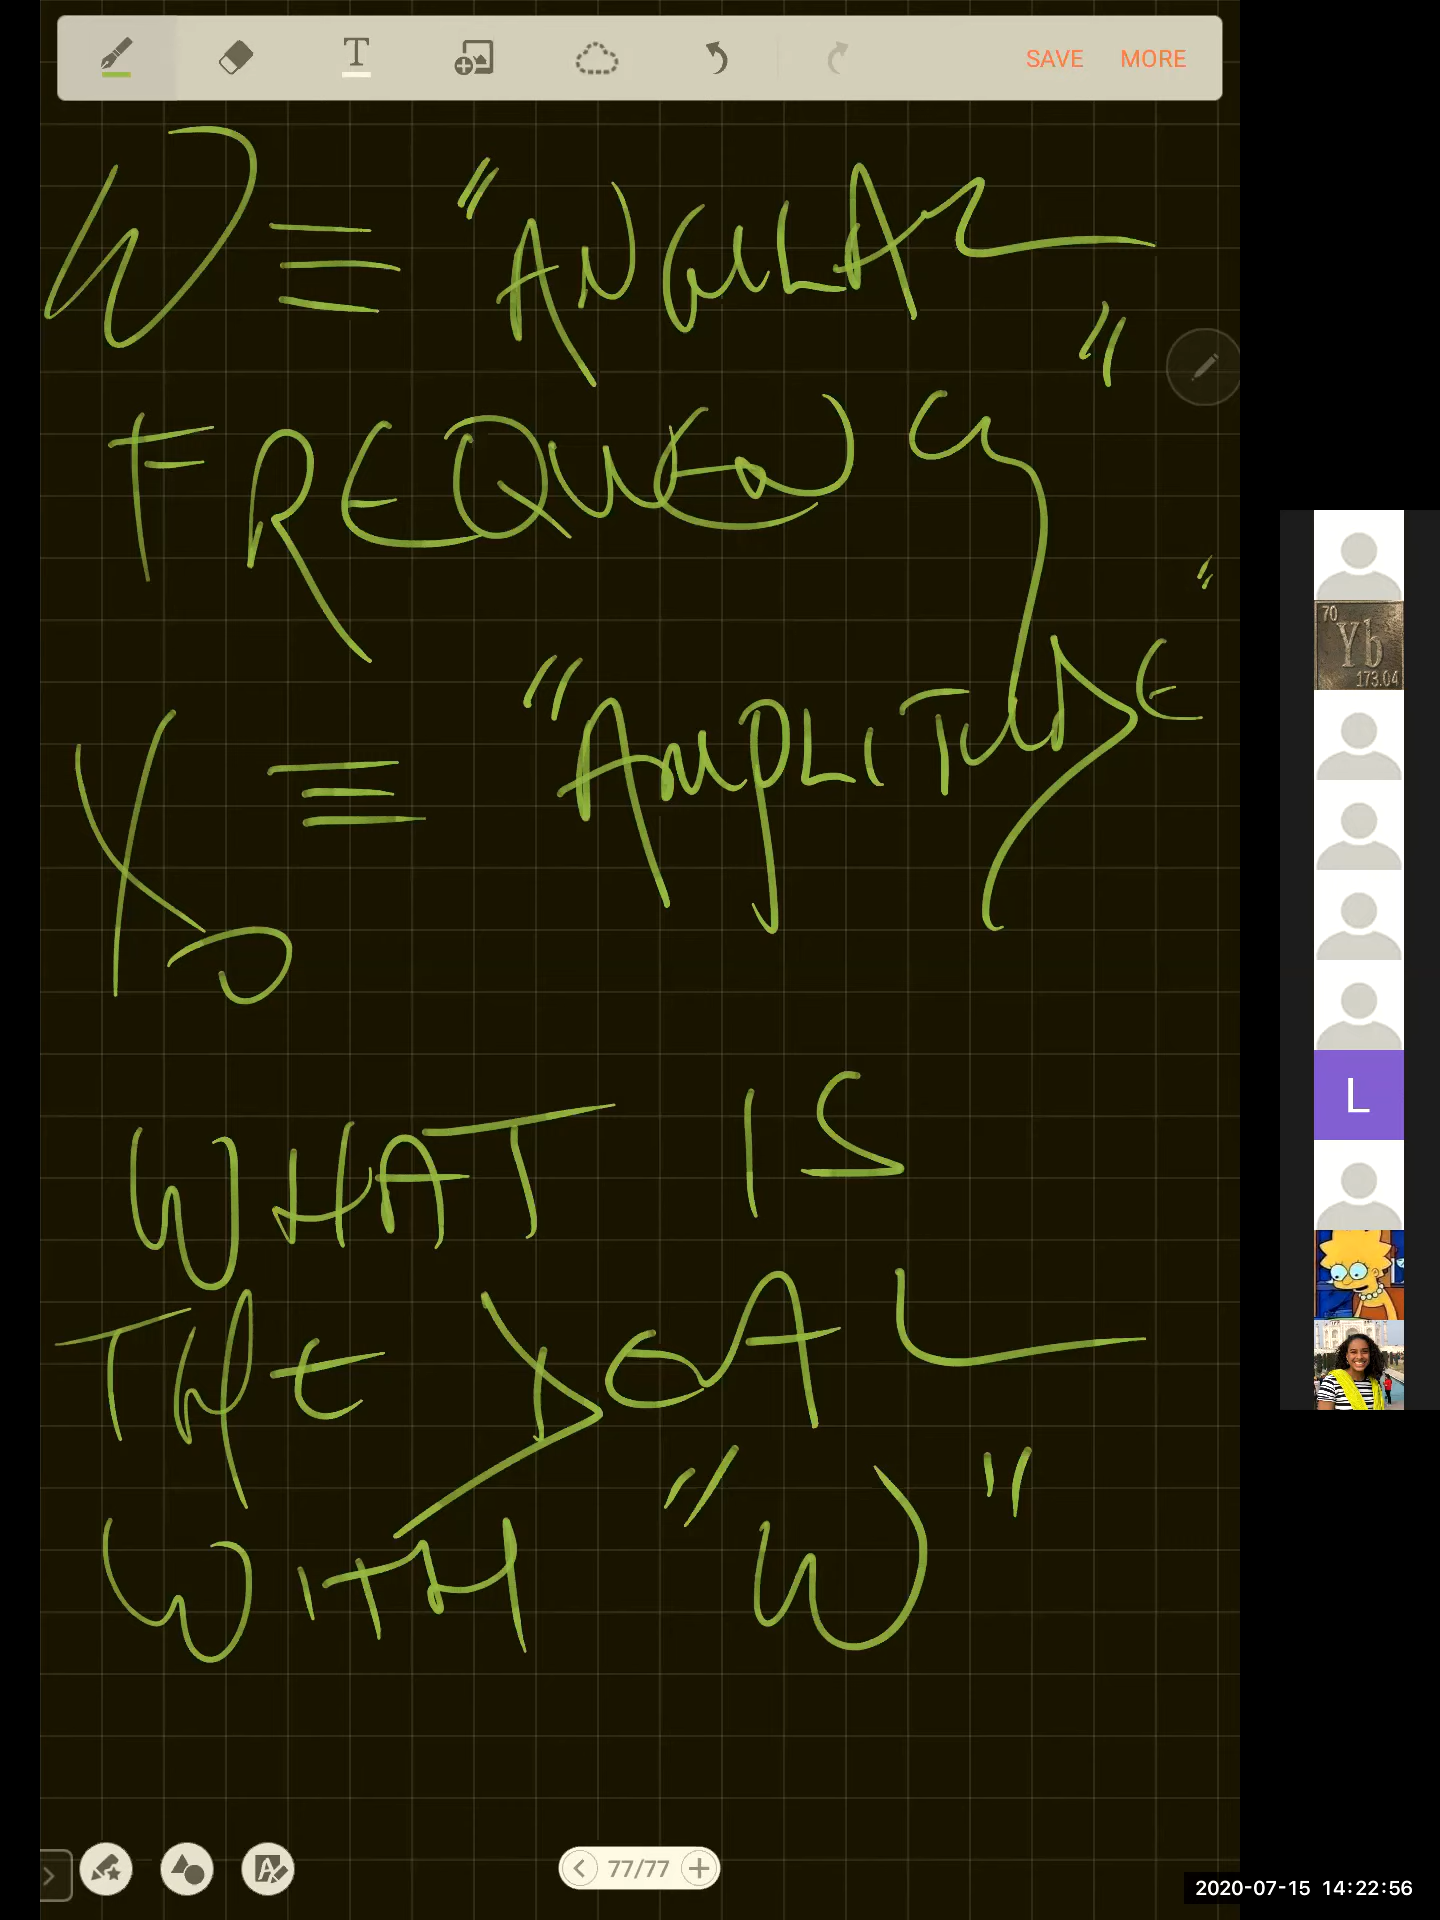 T SAVE MORE
W ≡ "ANGULAR
FREQUENCY"
X₀ ≡ "AMPLITUDE"
WHAT IS
THE DEAL
WITH "W"
70
Yb
173.04
L
77/77
2020-07-15 14:22:56